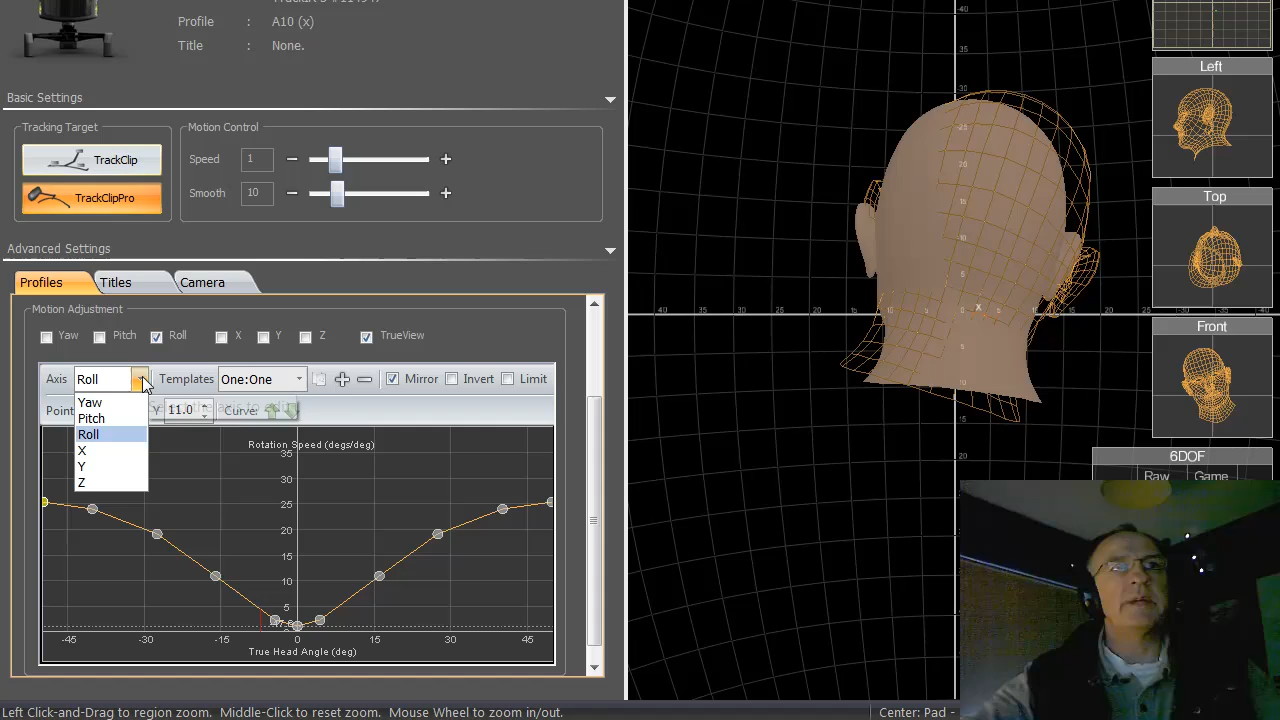 Profile : A10 (x)
Title : None.
Basic Settings
Tracking Target
TrackClip
TrackClipPro
Motion Control
Speed 1 − +
Smooth 10 − +
Advanced Settings
Profiles Titles Camera
Motion Adjustment
Yaw Pitch Roll X Y Z TrueView
Axis Roll Templates One:One Mirror Invert Limit
Point Y 11.0 Curve:
Yaw
Pitch
Roll
X
Y
Z
Rotation Speed (degs/deg)
35
30
25
20
15
10
5
-45 -30 -15 0 15 30 45
True Head Angle (deg)
Left Click-and-Drag to region zoom. Middle-Click to reset zoom. Mouse Wheel to zoom in/out.
Center: Pad -
Left
Top
Front
6DOF
Raw Game